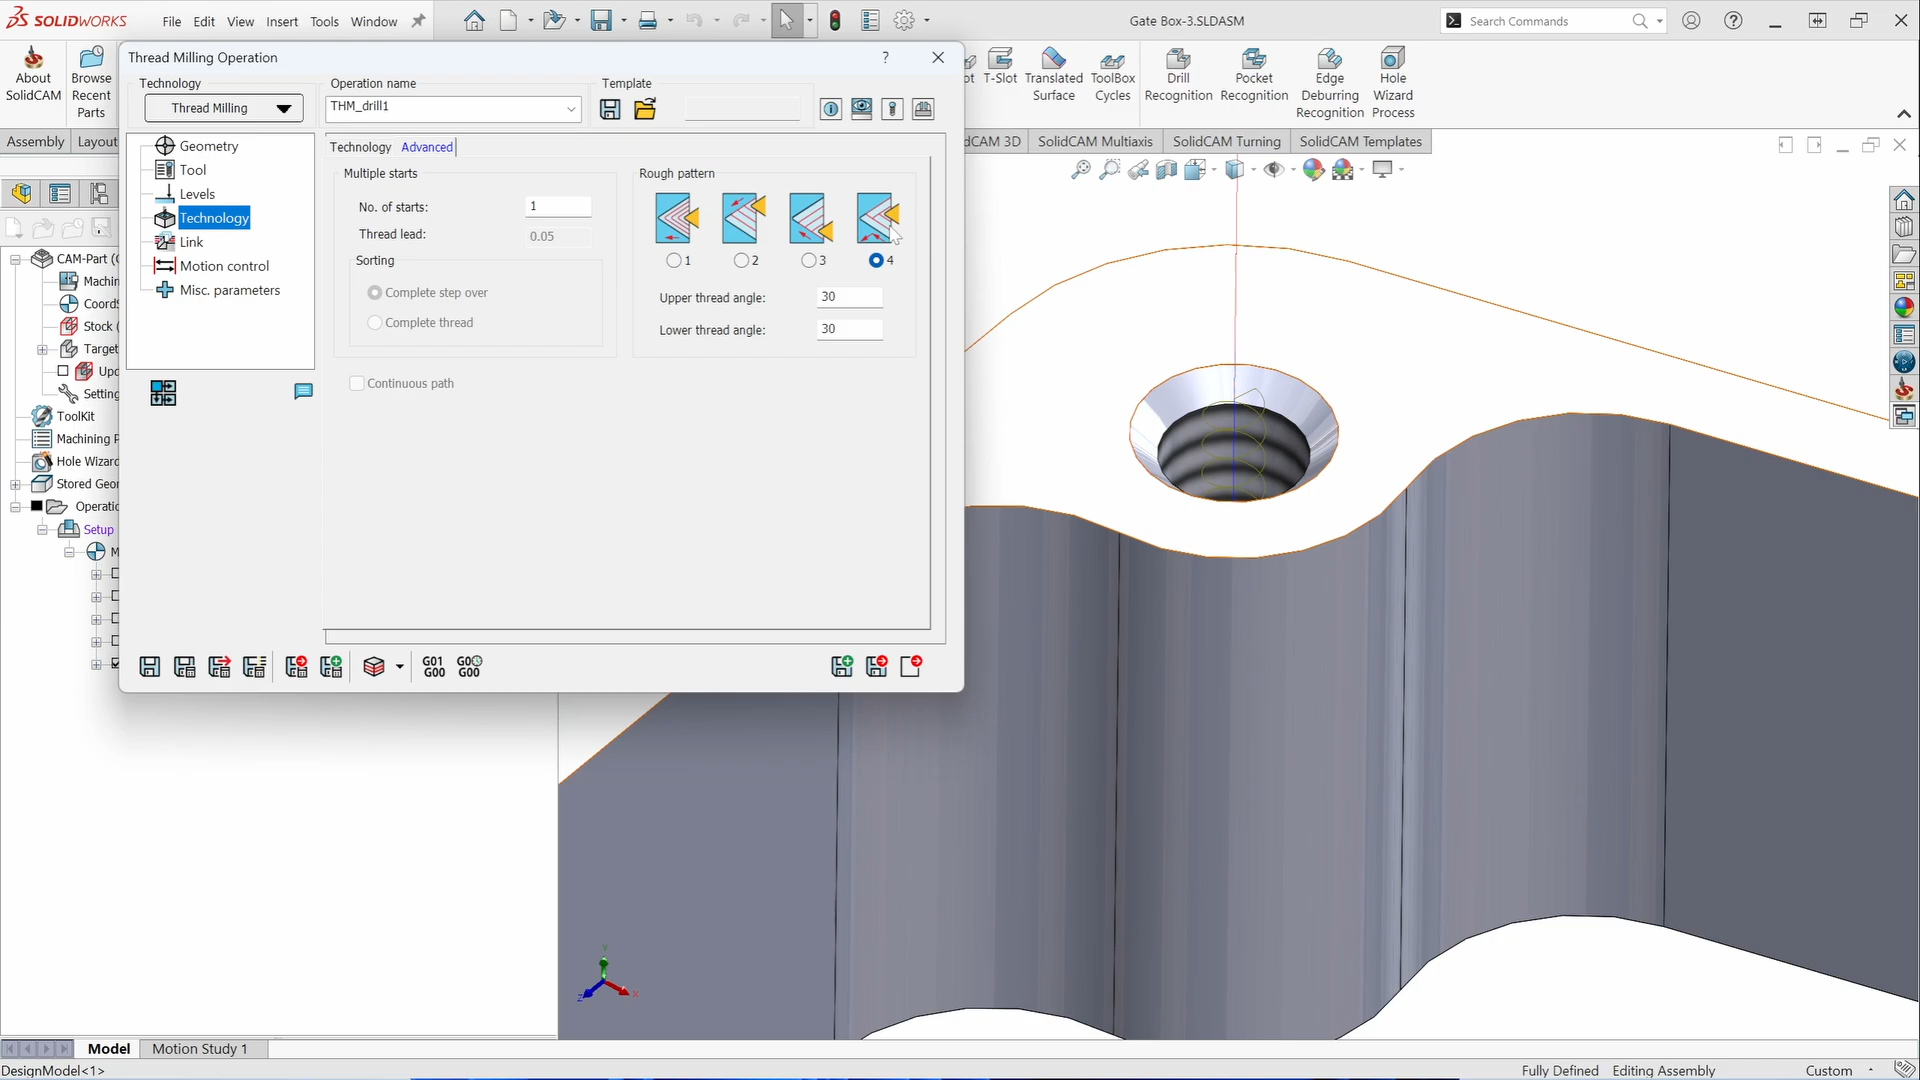 SOLIDWORKS
File Edit View Insert Tools Window
Gate Box-3.SLDASM
Search Commands
Thread Milling Operation
About SolidCAM
Browse Recent Parts
T-Slot
Translated Surface
ToolBox Cycles
Drill Recognition
Pocket Recognition
Edge Deburring Recognition
Hole Wizard Process
Technology
Thread Milling
Operation name
THM_drill1
Template
Assembly
Layou
dCAM 3D
SolidCAM Multiaxis
SolidCAM Turning
SolidCAM Templates
Geometry
Tool
Levels
Technology
Link
Motion control
Misc. parameters
Technology Advanced
Multiple starts
No. of starts: 1
Thread lead: 0.05
Sorting
Complete step over
Complete thread
Continuous path
Rough pattern
1 2 3 4
Upper thread angle: 30
Lower thread angle: 30
CAM-Part (
Machin
Coord
Stock (
Target
Upd
Setting
ToolKit
Machining P
Hole Wizard
Stored Geor
Operatio
Setup
M
G01
G00
G0
G00
Y
X
Z
Model
Motion Study 1
DesignModel<1>
Fully Defined
Editing Assembly
Custom